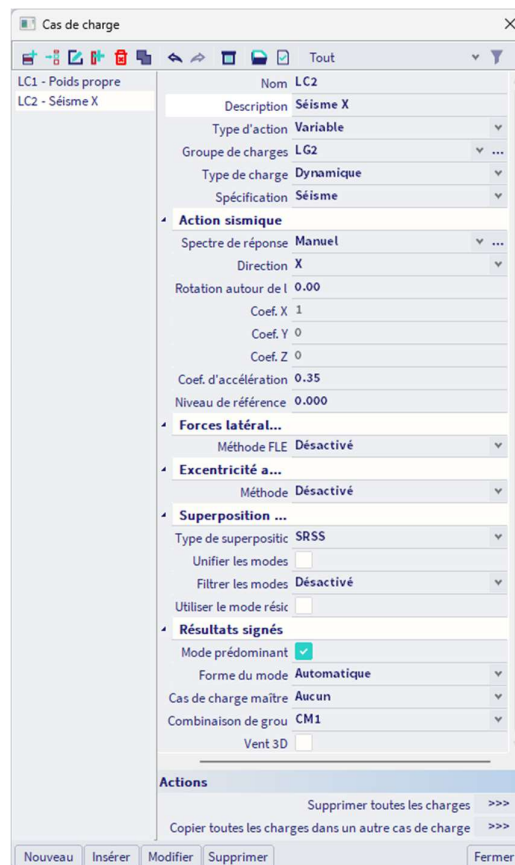 Cas de charge
Tout
LC1 - Poids propre
LC2 - Séisme X
Nom LC2
Description Séisme X
Type d'action Variable
Groupe de charges LG2 ...
Type de charge Dynamique
Spécification Séisme
Action sismique
Spectre de réponse Manuel ...
Direction X
Rotation autour de l 0.00
Coef. X 1
Coef. Y 0
Coef. Z 0
Coef. d'accélération 0.35
Niveau de référence 0.000
Forces latéral...
Méthode FLE Désactivé
Excentricité a...
Méthode Désactivé
Superposition ...
Type de superpositic SRSS
Unifier les modes
Filtrer les modes Désactivé
Utiliser le mode résic
Résultats signés
Mode prédominant
Forme du mode Automatique
Cas de charge maître Aucun
Combinaison de grou CM1
Vent 3D
Actions
Supprimer toutes les charges >>>
Copier toutes les charges dans un autre cas de charge >>>
Nouveau Insérer Modifier Supprimer Fermer